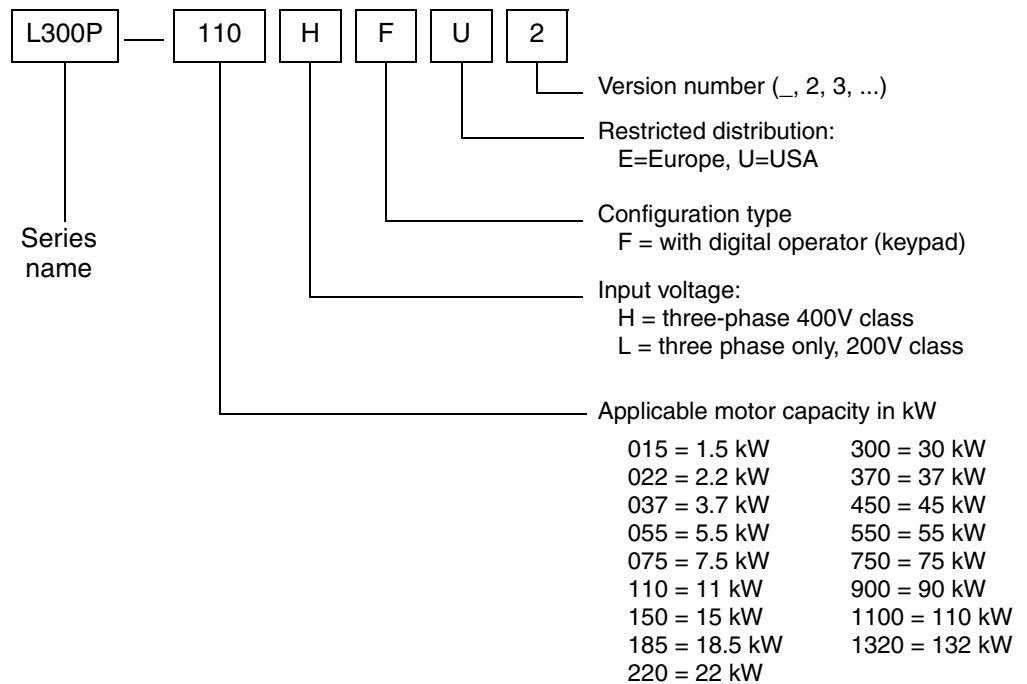 L300P — 110 H F U 2
Version number (_, 2, 3, ...)
Restricted distribution:
E=Europe, U=USA
Series
name
Configuration type
F = with digital operator (keypad)
Input voltage:
H = three-phase 400V class
L = three phase only, 200V class
Applicable motor capacity in kW
015 = 1.5 kW
022 = 2.2 kW
037 = 3.7 kW
055 = 5.5 kW
075 = 7.5 kW
110 = 11 kW
150 = 15 kW
185 = 18.5 kW
220 = 22 kW
300 = 30 kW
370 = 37 kW
450 = 45 kW
550 = 55 kW
750 = 75 kW
900 = 90 kW
1100 = 110 kW
1320 = 132 kW